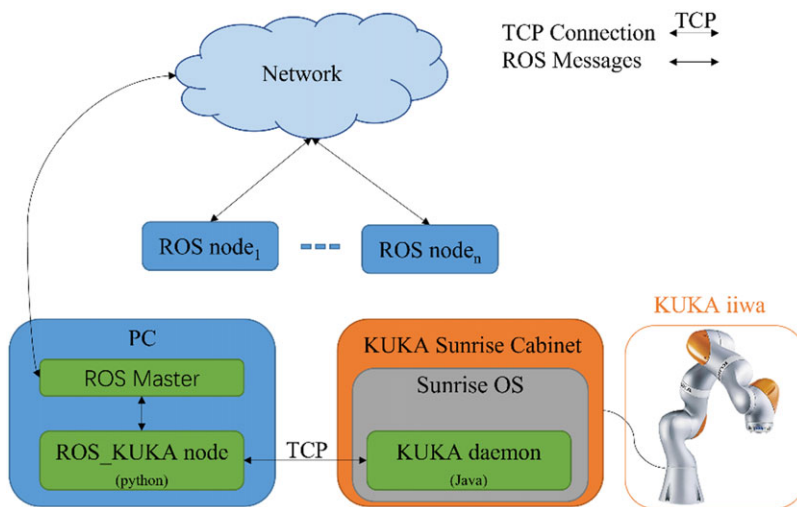 TCP Connection TCP
ROS Messages
Network
ROS node1
ROS noden
KUKA iiwa
PC
KUKA Sunrise Cabinet
ROS Master
Sunrise OS
ROS_KUKA node
(python)
TCP
KUKA daemon
(Java)